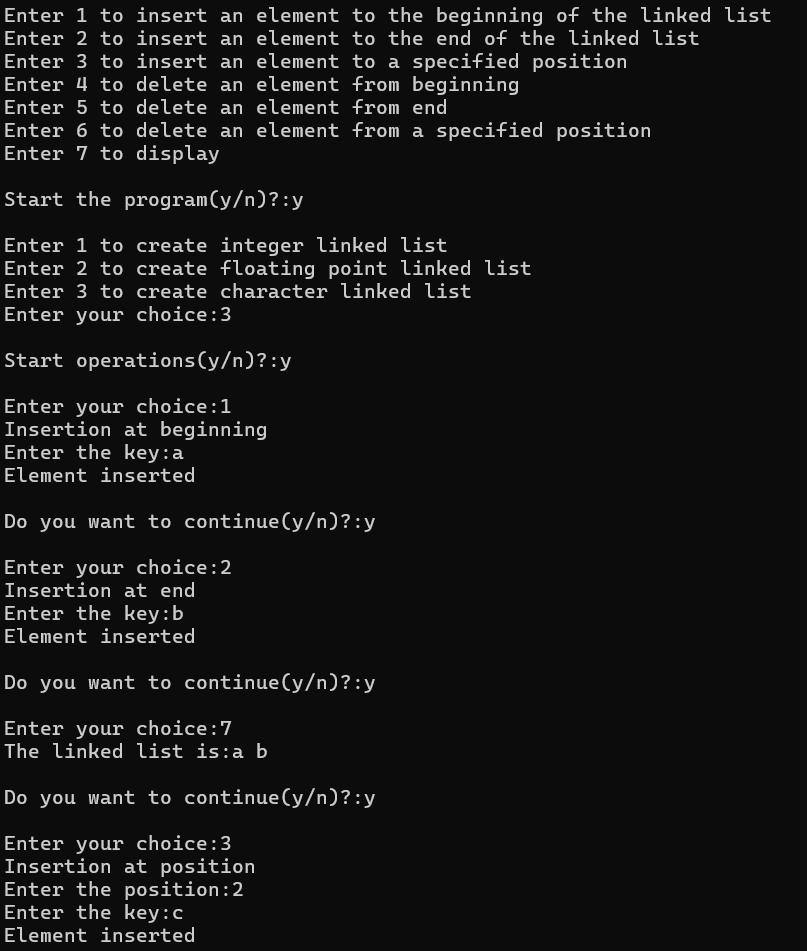 Enter 1 to insert an element to the beginning of the linked list
Enter 2 to insert an element to the end of the linked list
Enter 3 to insert an element to a specified position
Enter 4 to delete an element from beginning
Enter 5 to delete an element from end
Enter 6 to delete an element from a specified position
Enter 7 to display
Start the program(y/n)?:y
Enter 1 to create integer linked list
Enter 2 to create floating point linked list
Enter 3 to create character linked list
Enter your choice:3
Start operations(y/n)?:y
Enter your choice:1
Insertion at beginning
Enter the key:a
Element inserted
Do you want to continue(y/n)?:y
Enter your choice:2
Insertion at end
Enter the key:b
Element inserted
Do you want to continue(y/n)?:y
Enter your choice:7
The linked list is:a b
Do you want to continue(y/n)?:y
Enter your choice:3
Insertion at position
Enter the position:2
Enter the key:c
Element inserted